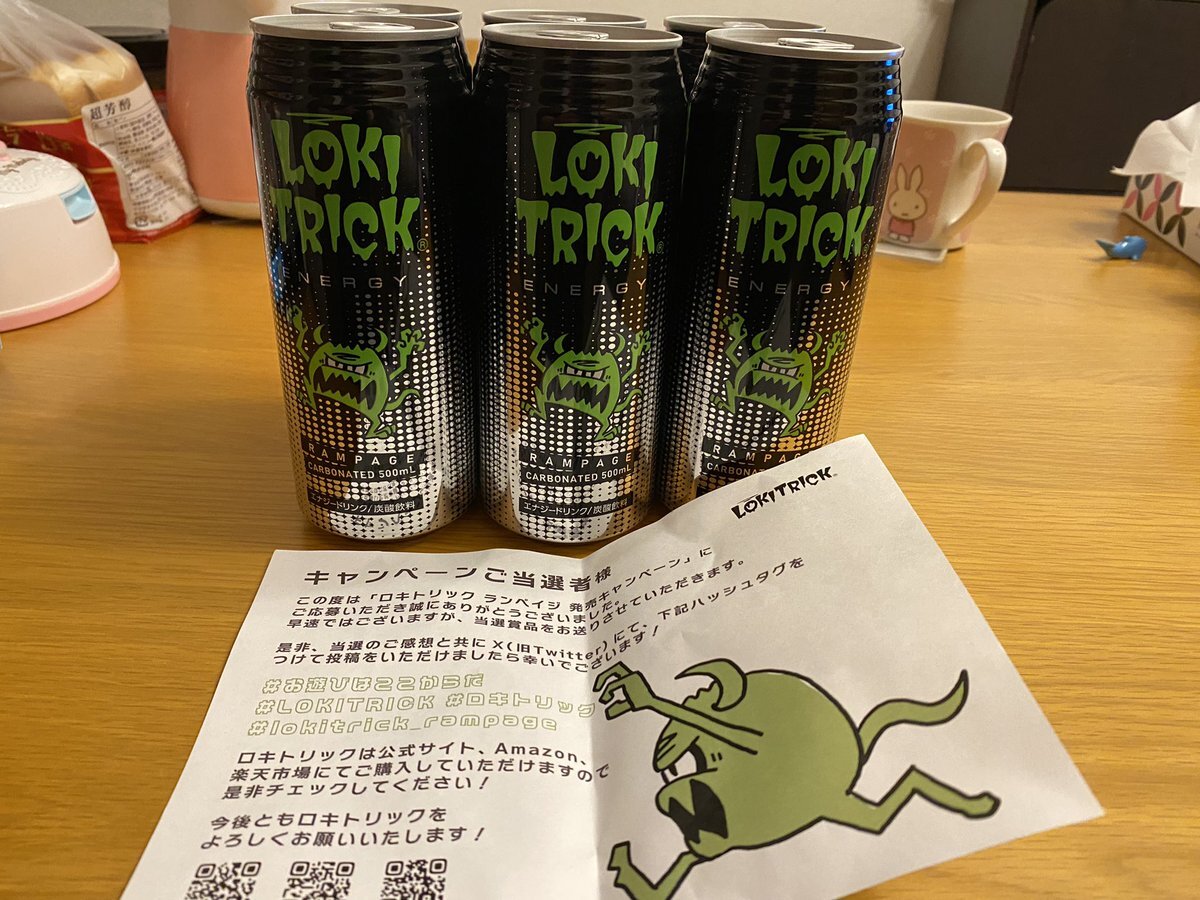 超芳醇
LOKI
TRICK®
ENERGY
RAMPAGE
CARBONATED 500mL
エナジードリンク/炭酸飲料
LOKI
TRICK®
ENERGY
RAMPAGE
CARBONATED 500mL
エナジードリンク/炭酸飲料
LOKI
TRICK
ENERGY
RAMPAGE
CARBONATED
LOKITRICK
キャンペーンご当選者様
この度は「ロキトリック ランペイジ 発売キャンペーン」に
ご応募いただき誠にありがとうございました。
早速ではございますが、当選賞品をお送りさせていただきます。
是非、当選のご感想と共に X(旧Twitter) にて、下記ハッシュタグを
つけて投稿をいただけましたら幸いでございます!
#お遊びはここからだ
#LOKITRICK #ロキトリック
#lokitrick_rampage
ロキトリックは公式サイト、Amazon、
楽天市場にてご購入していただけますので
是非チェックしてください!
今後ともロキトリックを
よろしくお願いいたします!